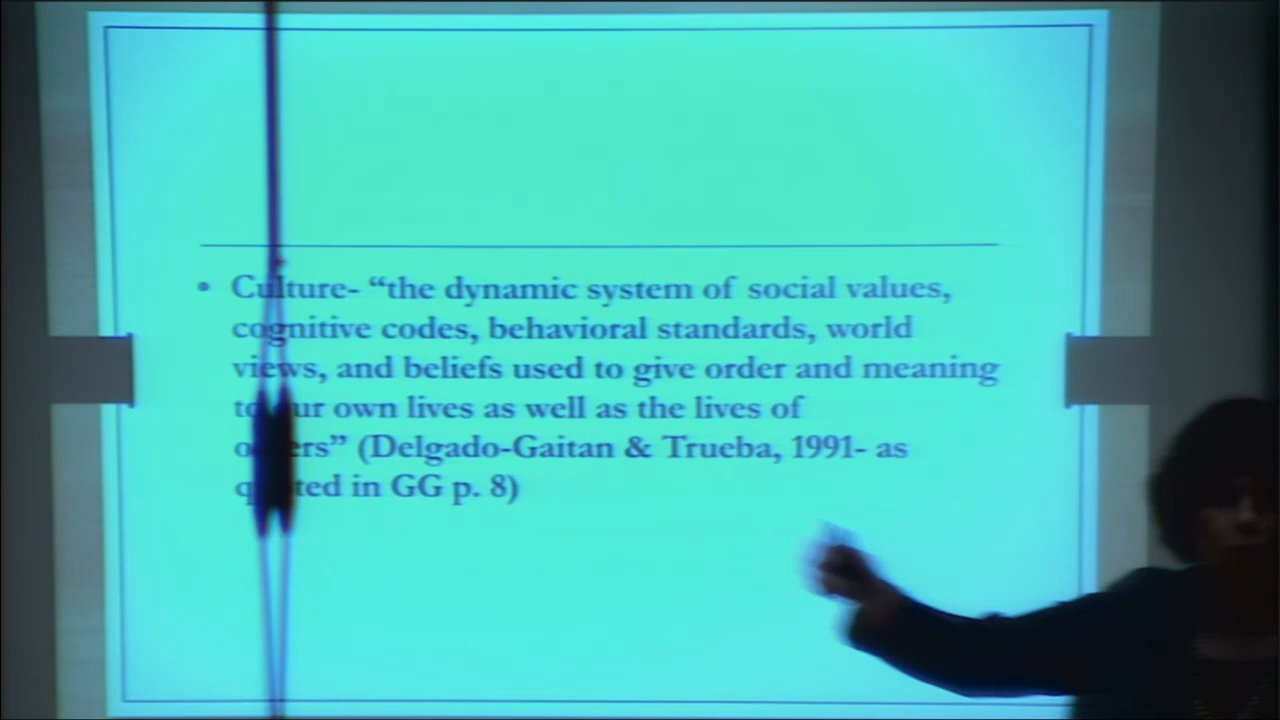 • Culture- “the dynamic system of social values,
cognitive codes, behavioral standards, world
views, and beliefs used to give order and meaning
to our own lives as well as the lives of
others” (Delgado-Gaitan & Trueba, 1991- as
quoted in GG p. 8)